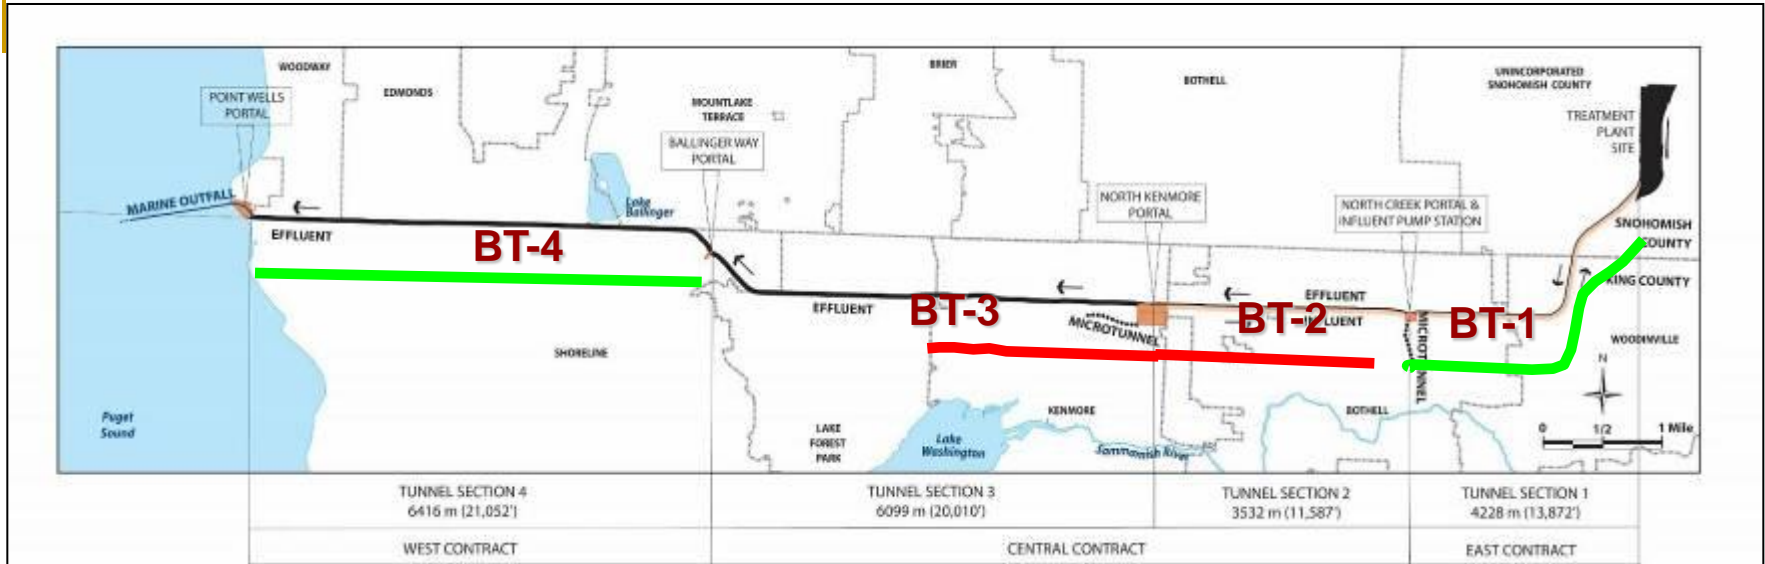 WOODWAY
EDMONDS
BRIER
BOTHELL
UNINCORPORATED
SNOHOMISH COUNTY
POINT WELLS
PORTAL
MOUNTLAKE
TERRACE
TREATMENT
PLANT
SITE
BALLINGER WAY
PORTAL
MARINE OUTFALL
Lake
Ballinger
NORTH KENMORE
PORTAL
NORTH CREEK PORTAL &
INFLUENT PUMP STATION
SNOHOMISH
COUNTY
EFFLUENT
BT-4
KING COUNTY
EFFLUENT
BT-3
MICROTUNNEL
EFFLUENT
BT-2
INFLUENT
BT-1
MICROTUNNEL
WOODINVILLE
SHORELINE
N
Puget
Sound
LAKE
FOREST
PARK
KENMORE
Lake
Washington
Sammamish River
BOTHELL
0 1/2 1 Mile
TUNNEL SECTION 4
6416 m (21,052')
TUNNEL SECTION 3
6099 m (20,010')
TUNNEL SECTION 2
3532 m (11,587')
TUNNEL SECTION 1
4228 m (13,872')
WEST CONTRACT
CENTRAL CONTRACT
EAST CONTRACT